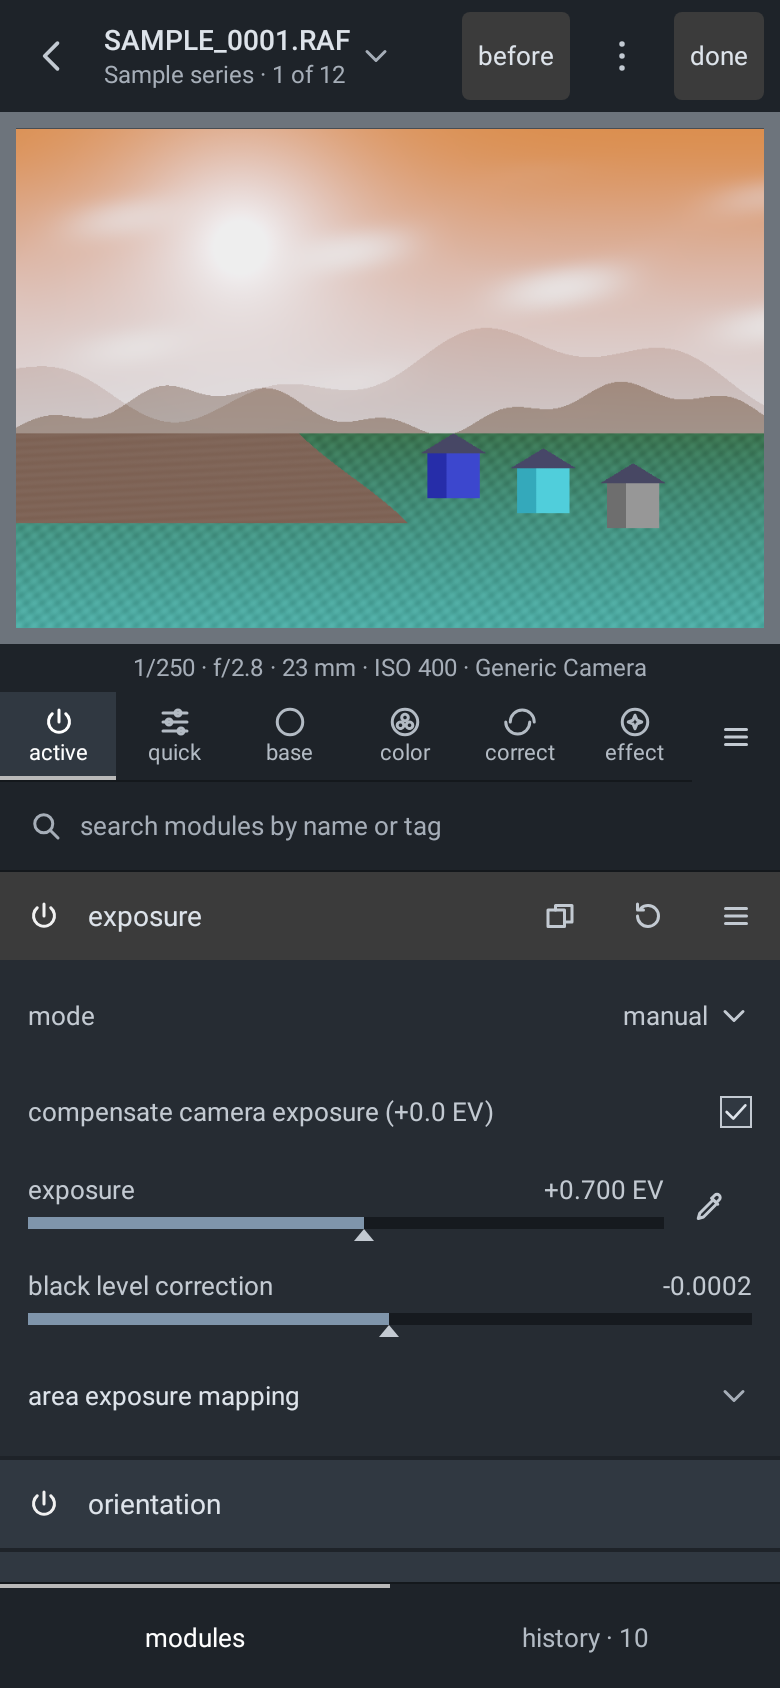 SAMPLE_0001.RAF
Sample series · 1 of 12
before
done
1/250 · f/2.8 · 23 mm · ISO 400 · Generic Camera
active
quick
base
color
correct
effect
search modules by name or tag
exposure
mode
manual
compensate camera exposure (+0.0 EV)
exposure
+0.700 EV
black level correction
-0.0002
area exposure mapping
orientation
modules
history · 10